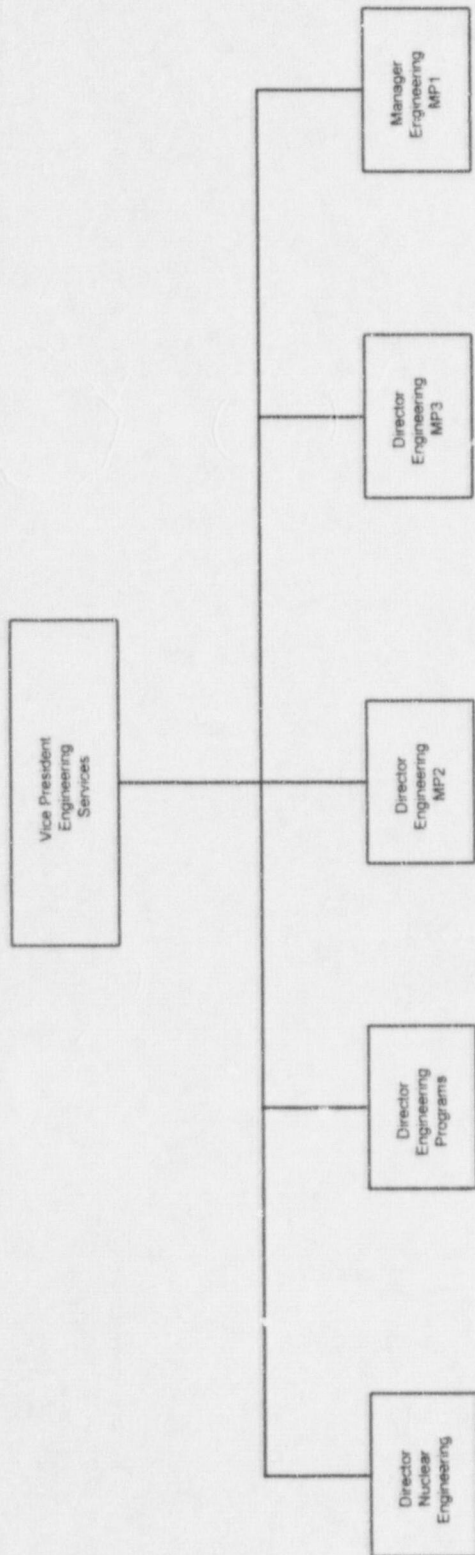 Vice President
Engineering
Services
Director
Nuclear
Engineering
Director
Engineering
Programs
Director
Engineering
MP2
Director
Engineering
MP3
Manager
Engineering
MP1